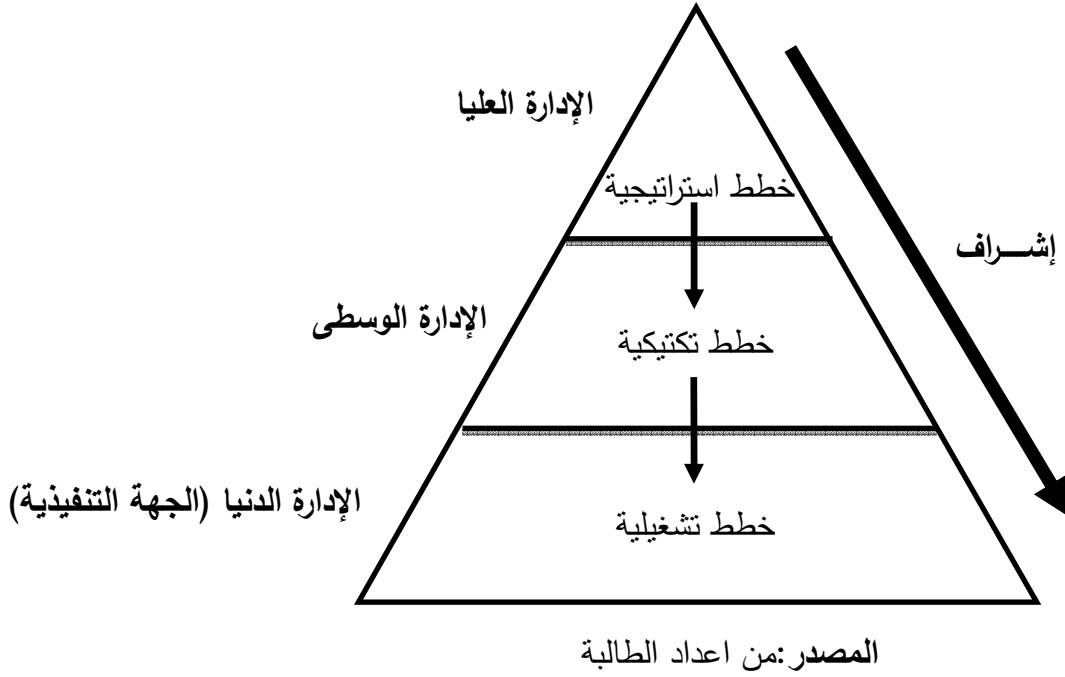 الإدارة العليا
خطط استراتيجية
إشـــراف
الإدارة الوسطى
خطط تكتيكية
الإدارة الدنيا (الجهة التنفيذية)
خطط تشغيلية
المصدر:من اعداد الطالبة